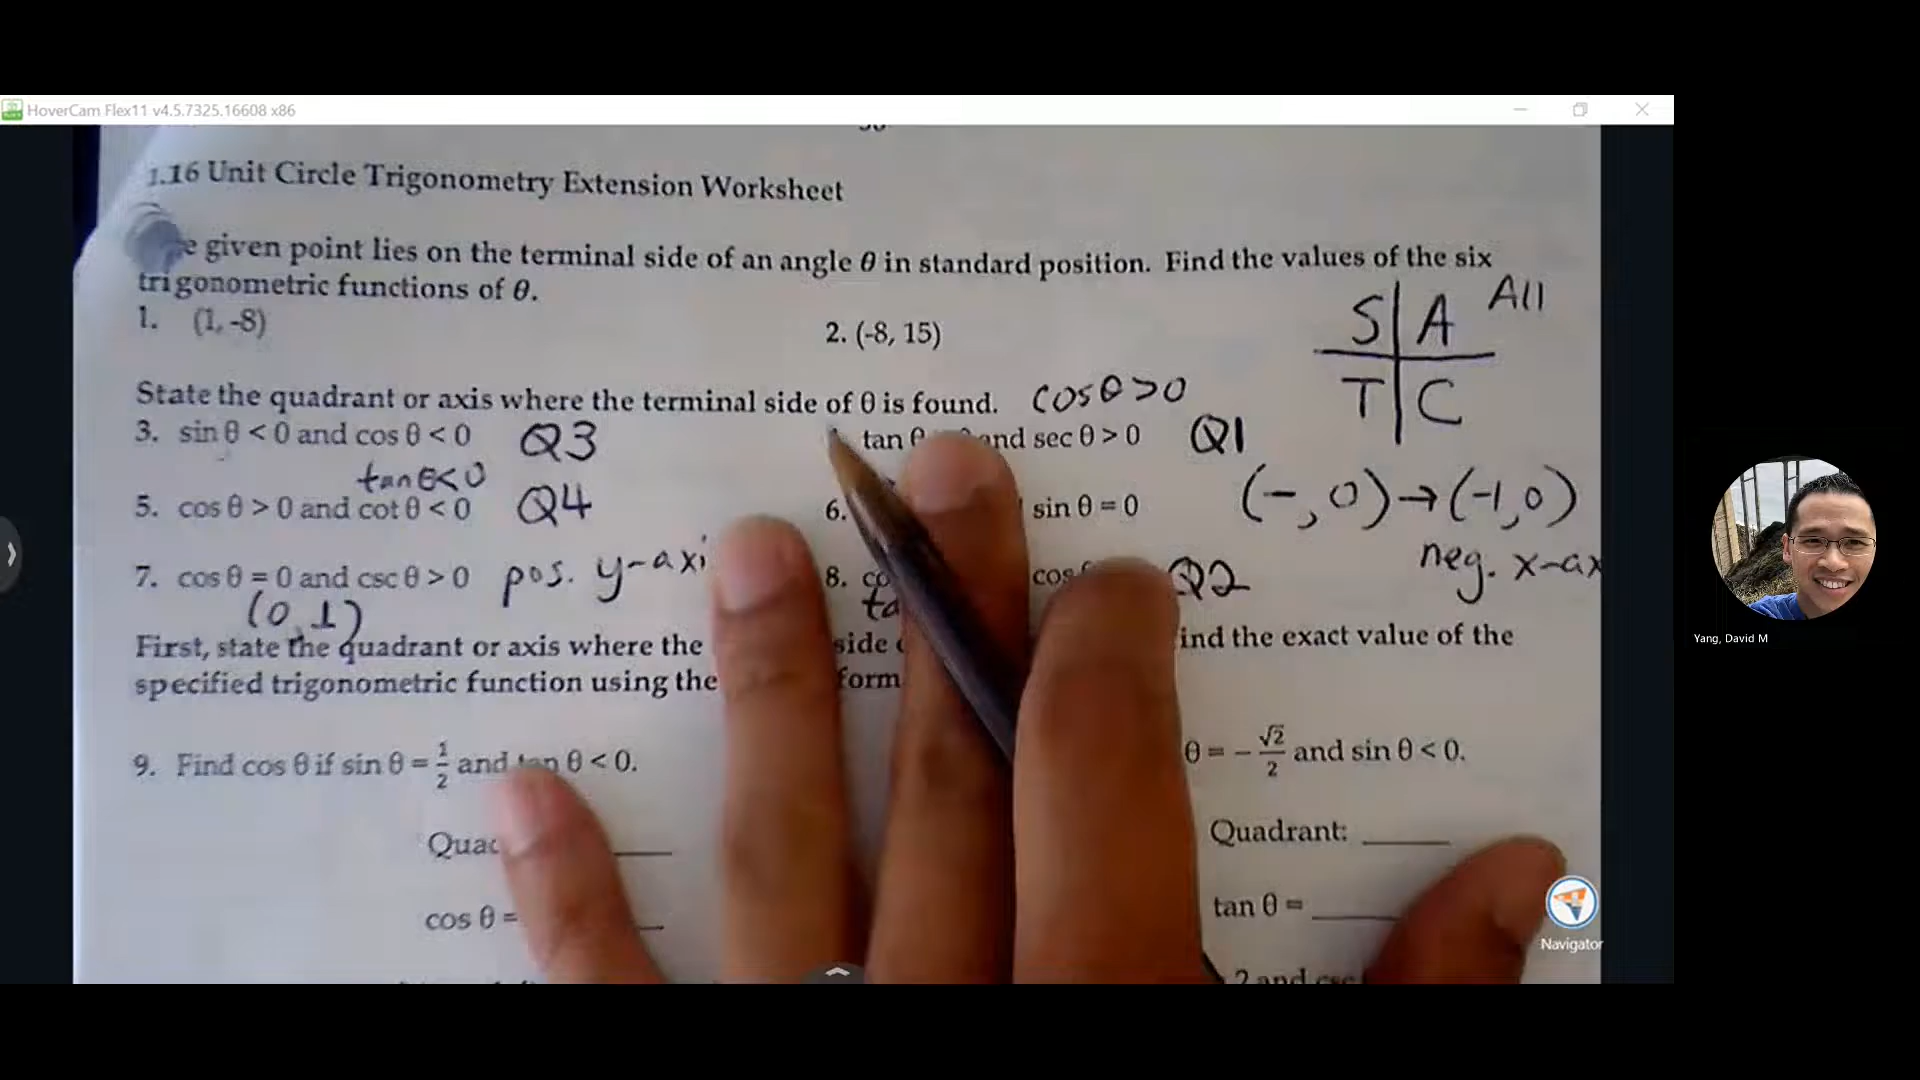 HoverCam Flex11 v4.5.7325.16608 x86
1.16 Unit Circle Trigonometry Extension Worksheet
given point lies on the terminal side of an angle θ in standard position. Find the values of the six
trigonometric functions of θ.
All
S A
T C
1. (1, -8)
2. (-8, 15)
State the quadrant or axis where the terminal side of θ is found.
cosθ>0
3. sin θ < 0 and cos θ < 0 Q3
tan and sec θ > 0 Q1
tanθ<0
5. cos θ > 0 and cot θ < 0 Q4
6. sin θ = 0 (-,0)→(-1,0)
neg. x-ax
7. cos θ = 0 and csc θ > 0 pos. y-axi
(0,1)
8. cos Q2
First, state the quadrant or axis where the side ind the exact value of the
specified trigonometric function using the form
9. Find cos θ if sin θ = 1/2 and tan θ < 0.
θ = - √2/2 and sin θ < 0.
Quadrant:
cos θ =
tan θ =
2 and csc
Navigator
Yang, David M